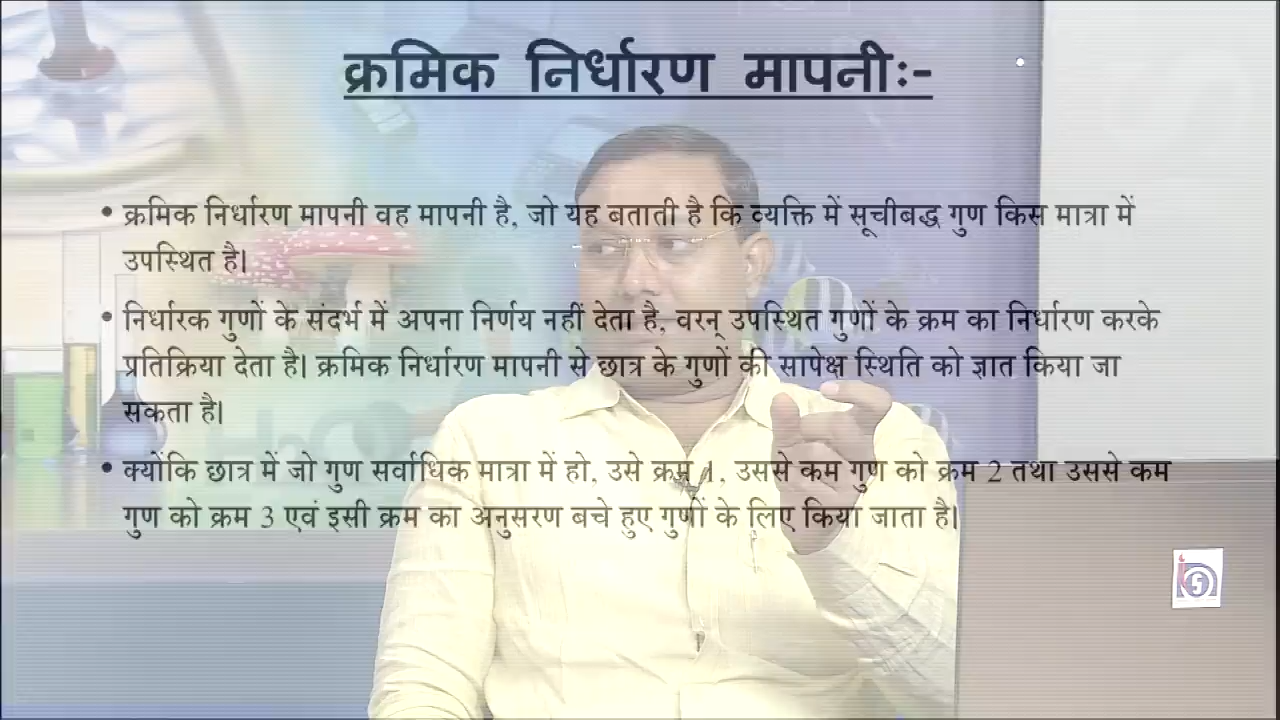 क्रमिक निर्धारण मापनीः-
• क्रमिक निर्धारण मापनी वह मापनी है, जो यह बताती है कि व्यक्ति में सूचीबद्ध गुण किस मात्रा में
उपस्थित है।
• निर्धारक गुणों के संदर्भ में अपना निर्णय नहीं देता है, वरन् उपस्थित गुणों के क्रम का निर्धारण करके
प्रतिक्रिया देता है। क्रमिक निर्धारण मापनी से छात्र के गुणों की सापेक्ष स्थिति को ज्ञात किया जा
सकता है।
• क्योंकि छात्र में जो गुण सर्वाधिक मात्रा में हो, उसे क्रम 1, उससे कम गुण को क्रम 2 तथा उससे कम
गुण को क्रम 3 एवं इसी क्रम का अनुसरण बचे हुए गुणों के लिए किया जाता है।
5